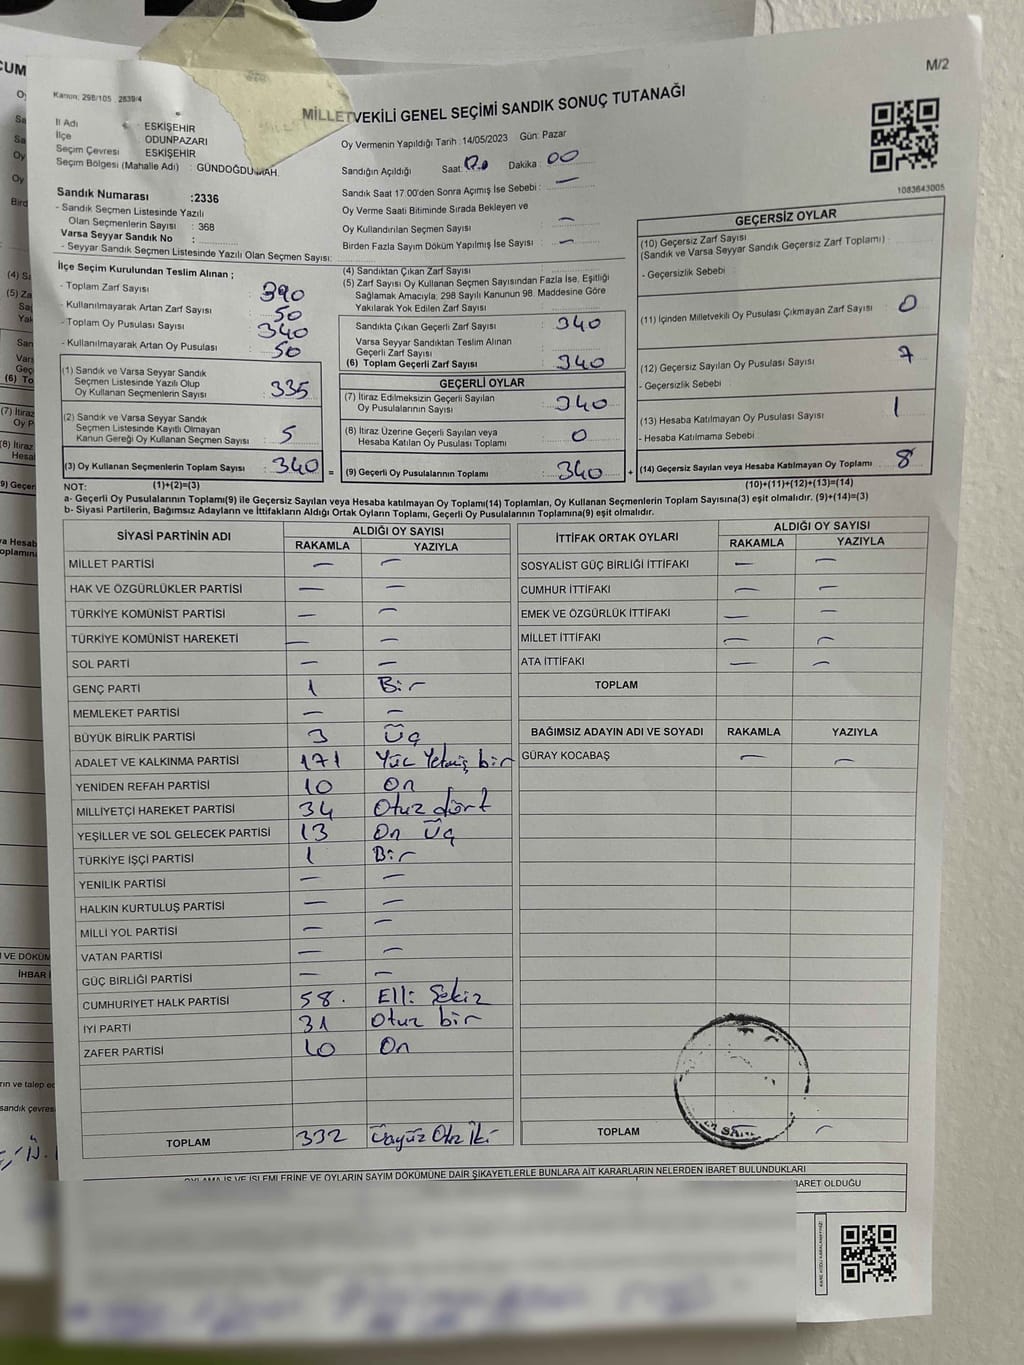 M/2
Kanun; 298/105 2839/4
MİLLETVEKİLİ GENEL SEÇİMİ SANDIK SONUÇ TUTANAĞI
İl Adı : ESKİŞEHİR
İlçe : ODUNPAZARI
Seçim Çevresi : ESKİŞEHİR
Seçim Bölgesi (Mahalle Adı) : GÜNDOĞDU MAH.
Sandık Numarası :2336
- Sandık Seçmen Listesinde Yazılı
Olan Seçmenlerin Sayısı : 368
Varsa Seyyar Sandık No :
- Seyyar Sandık Seçmen Listesinde Yazılı Olan Seçmen Sayısı:
Oy Vermenin Yapıldığı Tarih :14/05/2023 Gün: Pazar
Sandığın Açıldığı Saat: Dakika : 00
Sandık Saat 17.00'den Sonra Açımış İse Sebebi : —
Oy Verme Saati Bitiminde Sırada Bekleyen ve
Oy Kullandırılan Seçmen Sayısı : —
Birden Fazla Sayım Döküm Yapılmış İse Sayısı : —
1083643005
İlçe Seçim Kurulundan Teslim Alınan ;
- Toplam Zarf Sayısı : 390
- Kullanılmayarak Artan Zarf Sayısı : 50
- Toplam Oy Pusulası Sayısı : 340
- Kullanılmayarak Artan Oy Pusulası : 50
(1) Sandık ve Varsa Seyyar Sandık
Seçmen Listesinde Yazılı Olup
Oy Kullanan Seçmenlerin Sayısı : 335
(2) Sandık ve Varsa Seyyar Sandık
Seçmen Listesinde Kayıtlı Olmayan
Kanun Gereği Oy Kullanan Seçmen Sayısı : 5
(3) Oy Kullanan Seçmenlerin Toplam Sayısı : 340 =
(4) Sandıktan Çıkan Zarf Sayısı :
(5) Zarf Sayısı Oy Kullanan Seçmen Sayısından Fazla İse, Eşitliği
Sağlamak Amacıyla, 298 Sayılı Kanunun 98. Maddesine Göre
Yakılarak Yok Edilen Zarf Sayısı :
Sandıkta Çıkan Geçerli Zarf Sayısı : 340
Varsa Seyyar Sandıktan Teslim Alınan
Geçerli Zarf Sayısı :
(6) Toplam Geçerli Zarf Sayısı : 340
GEÇERLİ OYLAR
(7) İtiraz Edilmeksizin Geçerli Sayılan
Oy Pusulalarının Sayısı : 340
(8) İtiraz Üzerine Geçerli Sayılan veya
Hesaba Katılan Oy Pusulası Toplamı : 0
(9) Geçerli Oy Pusulalarının Toplamı : 340 +
GEÇERSİZ OYLAR
(10) Geçersiz Zarf Sayısı
(Sandık ve Varsa Seyyar Sandık Geçersiz Zarf Toplamı) :
- Geçersizlik Sebebi :
(11) İçinden Milletvekili Oy Pusulası Çıkmayan Zarf Sayısı : 0
(12) Geçersiz Sayılan Oy Pusulası Sayısı : 7
- Geçersizlik Sebebi :
(13) Hesaba Katılmayan Oy Pusulası Sayısı : 1
- Hesaba Katılmama Sebebi :
(14) Geçersiz Sayılan veya Hesaba Katılmayan Oy Toplamı : 8
NOT: (1)+(2)=(3) (10)+(11)+(12)+(13)=(14)
a- Geçerli Oy Pusulalarının Toplamı(9) ile Geçersiz Sayılan veya Hesaba katılmayan Oy Toplamı(14) Toplamları, Oy Kullanan Seçmenlerin Toplam Sayısına(3) eşit olmalıdır. (9)+(14)=(3)
b- Siyasi Partilerin, Bağımsız Adayların ve İttifakların Aldığı Ortak Oyların Toplamı, Geçerli Oy Pusulalarının Toplamına(9) eşit olmalıdır.
SİYASİ PARTİNİN ADI ALDIĞI OY SAYISI
RAKAMLA YAZIYLA
MİLLET PARTİSİ — —
HAK VE ÖZGÜRLÜKLER PARTİSİ — —
TÜRKİYE KOMÜNİST PARTİSİ — —
TÜRKİYE KOMÜNİST HAREKETİ — —
SOL PARTİ — —
GENÇ PARTİ 1 Bir
MEMLEKET PARTİSİ — —
BÜYÜK BİRLİK PARTİSİ 3 Üç
ADALET VE KALKINMA PARTİSİ 171 Yüz Yetmiş bir
YENİDEN REFAH PARTİSİ 10 On
MİLLİYETÇİ HAREKET PARTİSİ 34 Otuz dört
YEŞİLLER VE SOL GELECEK PARTİSİ 13 On Üç
TÜRKİYE İŞÇİ PARTİSİ 1 Bir
YENİLİK PARTİSİ — —
HALKIN KURTULUŞ PARTİSİ — —
MİLLİ YOL PARTİSİ — —
VATAN PARTİSİ — —
GÜÇ BİRLİĞİ PARTİSİ — —
CUMHURİYET HALK PARTİSİ 58. Elli Sekiz
İYİ PARTİ 31 Otuz bir
ZAFER PARTİSİ 10 On
TOPLAM 332 Üçyüz Otuz İki
İTTİFAK ORTAK OYLARI ALDIĞI OY SAYISI
RAKAMLA YAZIYLA
SOSYALİST GÜÇ BİRLİĞİ İTTİFAKI — —
CUMHUR İTTİFAKI — —
EMEK VE ÖZGÜRLÜK İTTİFAKI — —
MİLLET İTTİFAKI — —
ATA İTTİFAKI — —
TOPLAM
BAĞIMSIZ ADAYIN ADI VE SOYADI RAKAMLA YAZIYLA
GÜRAY KOCABAŞ — —
TOPLAM —
OYLAMA İŞ VE İŞLEMLERİNE VE OYLARIN SAYIM DÖKÜMÜNE DAİR ŞİKAYETLERLE BUNLARA AİT KARARLARIN NELERDEN İBARET BULUNDUKLARI
BARET OLDUĞU